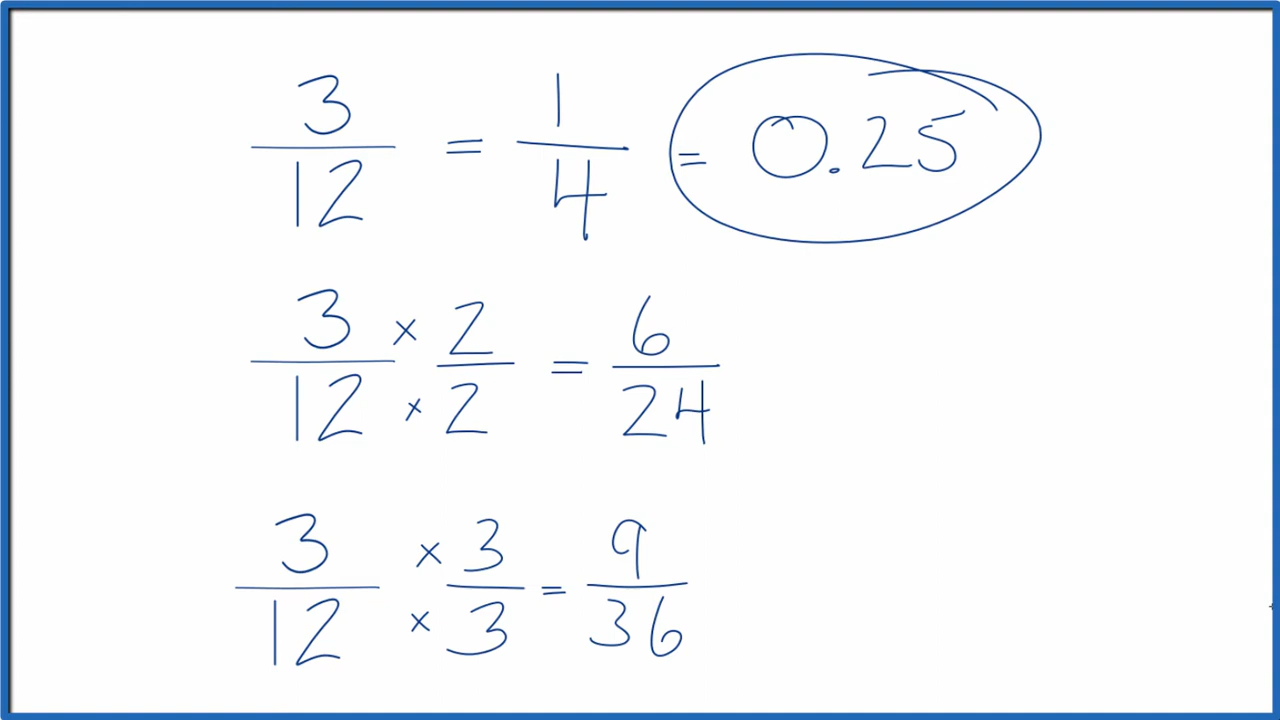 3/12 = 1/4 = 0.25
3/12 × 2/× 2 = 6/24
3/12 × 3/× 3 = 9/36